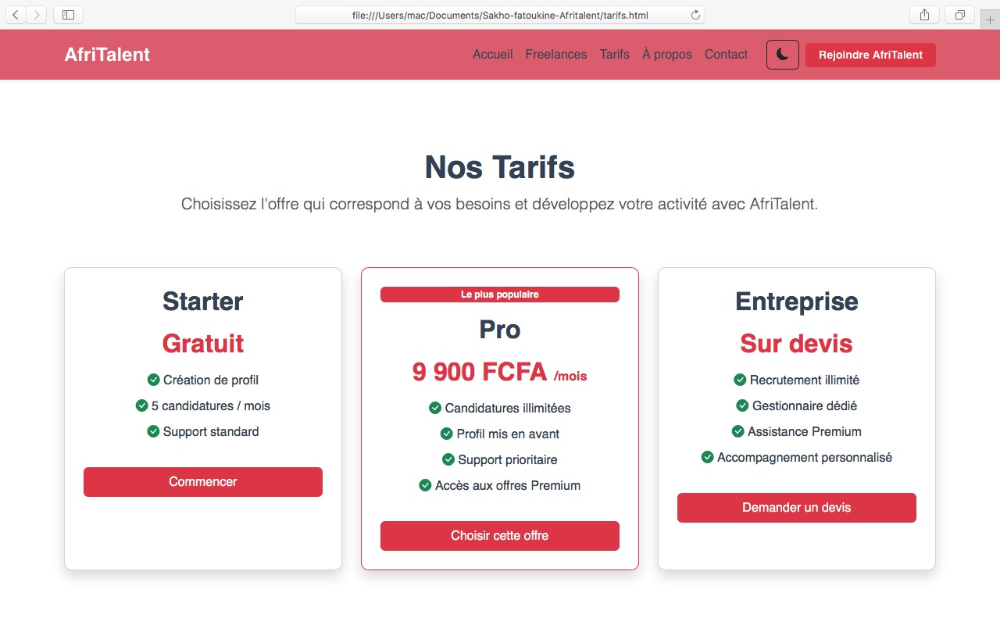 file:///Users/mac/Documents/Sakho-fatoukine-Afritalent/tarifs.html
AfriTalent
Accueil Freelances Tarifs À propos Contact Rejoindre AfriTalent
Nos Tarifs
Choisissez l'offre qui correspond à vos besoins et développez votre activité avec AfriTalent.
Starter
Gratuit
Création de profil
5 candidatures / mois
Support standard
Commencer
Le plus populaire
Pro
9 900 FCFA /mois
Candidatures illimitées
Profil mis en avant
Support prioritaire
Accès aux offres Premium
Choisir cette offre
Entreprise
Sur devis
Recrutement illimité
Gestionnaire dédié
Assistance Premium
Accompagnement personnalisé
Demander un devis